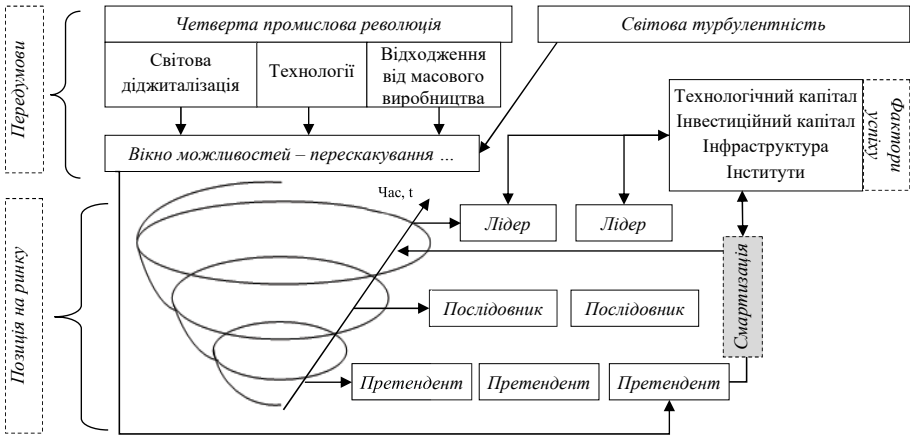 Передумови
Четверта промислова революція
Світова турбулентність
Світова
діджиталізація
Технології
Відходження
від масового
виробництва
Вікно можливостей – перескакування …
Технологічний капітал
Інвестиційний капітал
Інфраструктура
Інститути
Фактори
успіху
Позиція на ринку
Час, t
Лідер
Лідер
Смартизація
Послідовник
Послідовник
Претендент
Претендент
Претендент